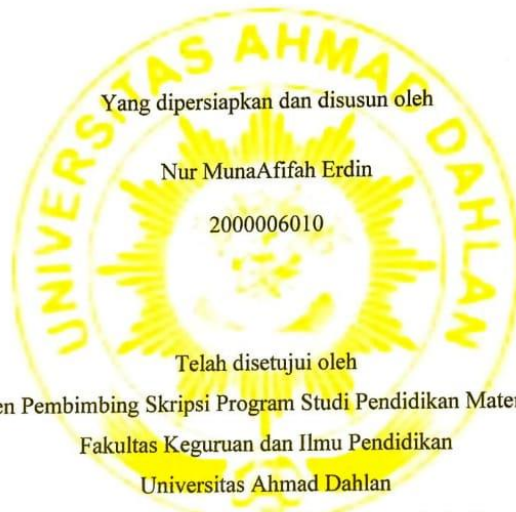 UNIVERSITAS AHMAD DAHLAN
Yang dipersiapkan dan disusun oleh
Nur MunaAfifah Erdin
2000006010
Telah disetujui oleh
en Pembimbing Skripsi Program Studi Pendidikan Mate
Fakultas Keguruan dan Ilmu Pendidikan
Universitas Ahmad Dahlan